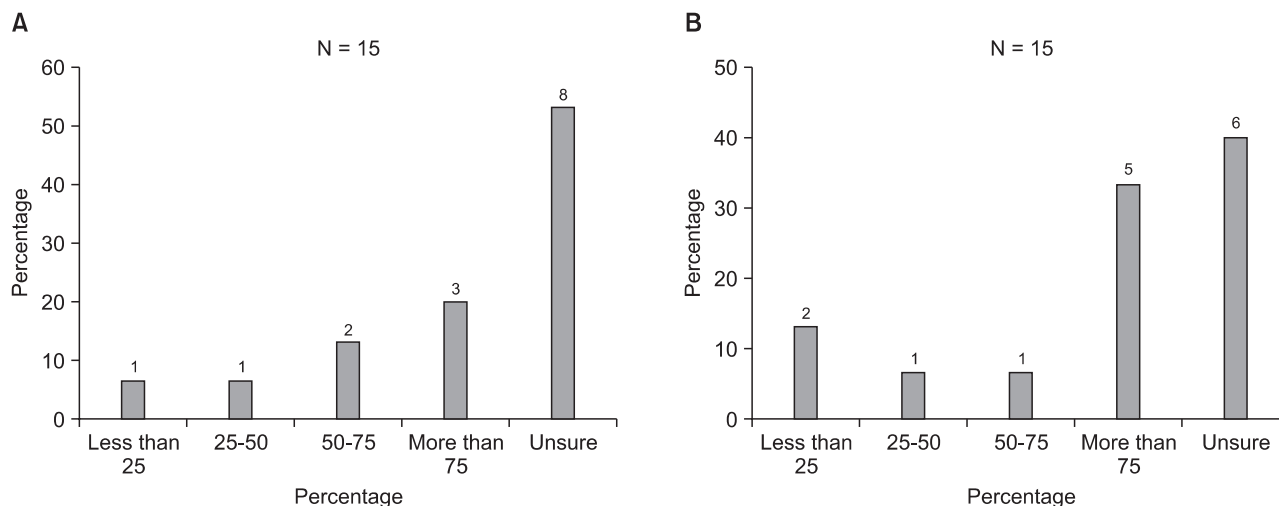 A
N = 15
60
50
40
30
20
10
0
Percentage
1
1
2
3
8
Less than
25
25-50
50-75
More than
75
Unsure
Percentage
B
N = 15
50
40
30
20
10
0
Percentage
2
1
1
5
6
Less than
25
25-50
50-75
More than
75
Unsure
Percentage